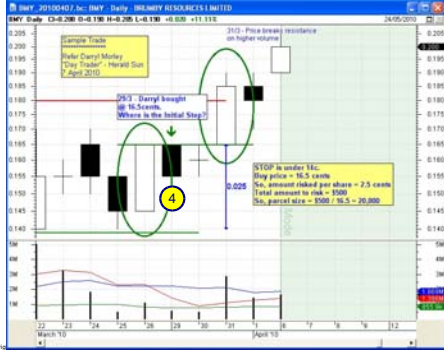 BMY_20100407.bc: BMY - Daily - BRUMBY RESOURCES LIMITED
BMY Daily Cl=0.200 O=0.190 H=0.205 L=0.190 +0.020 +11.11%
24/05/2010
31/3 - Price breaks resistance
on higher volume
Sample Trade
Refer Darryl Morley
"Day Trader" - Herald Sun
7 April 2010
29/3 - Darryl bought
@ 16.5cents.
Where is the Initial Stop?
4
0.025
STOP is under 14c.
Buy price = 16.5 cents
So, amount risked per share = 2.5 cents
Total amount to risk = $500
So, parcel size = $500 / 16.5 = 20,000
0.205
0.200
0.195
0.190
0.185
0.180
0.175
0.170
0.165
0.160
0.155
0.150
0.145
0.140
5M
4M
3M
2M
1M
22 23 24 25 26 29 30 31 1 6 7 8 9 12
March '10 April '10